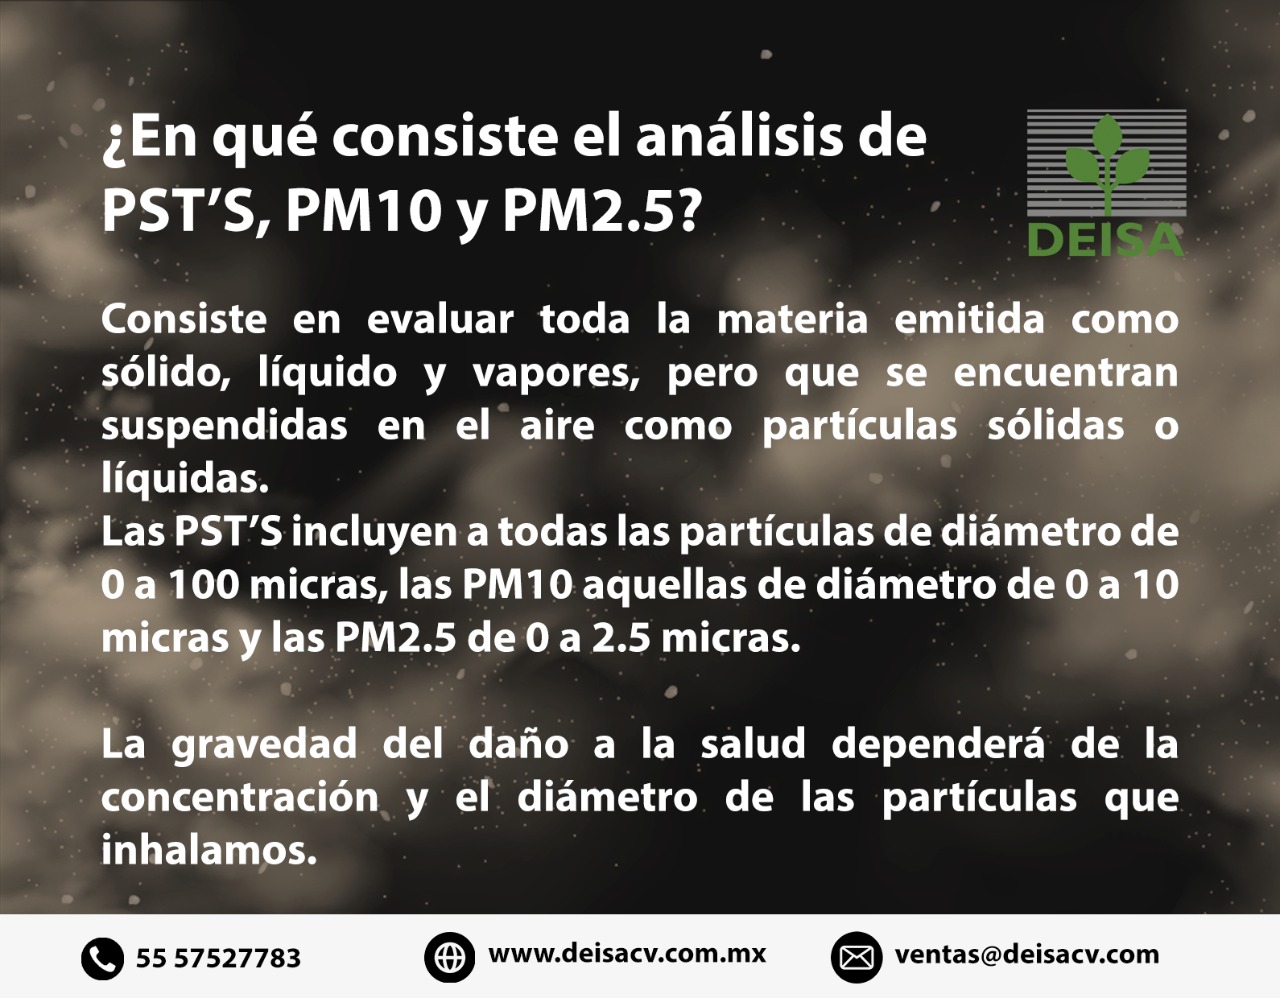 ¿En qué consiste el análisis de
PST’S, PM10 y PM2.5?
DEISA
Consiste en evaluar toda la materia emitida como
sólido, líquido y vapores, pero que se encuentran
suspendidas en el aire como partículas sólidas o
líquidas.
Las PST’S incluyen a todas las partículas de diámetro de
0 a 100 micras, las PM10 aquellas de diámetro de 0 a 10
micras y las PM2.5 de 0 a 2.5 micras.
La gravedad del daño a la salud dependerá de la
concentración y el diámetro de las partículas que
inhalamos.
55 57527783
www.deisacv.com.mx
ventas@deisacv.com